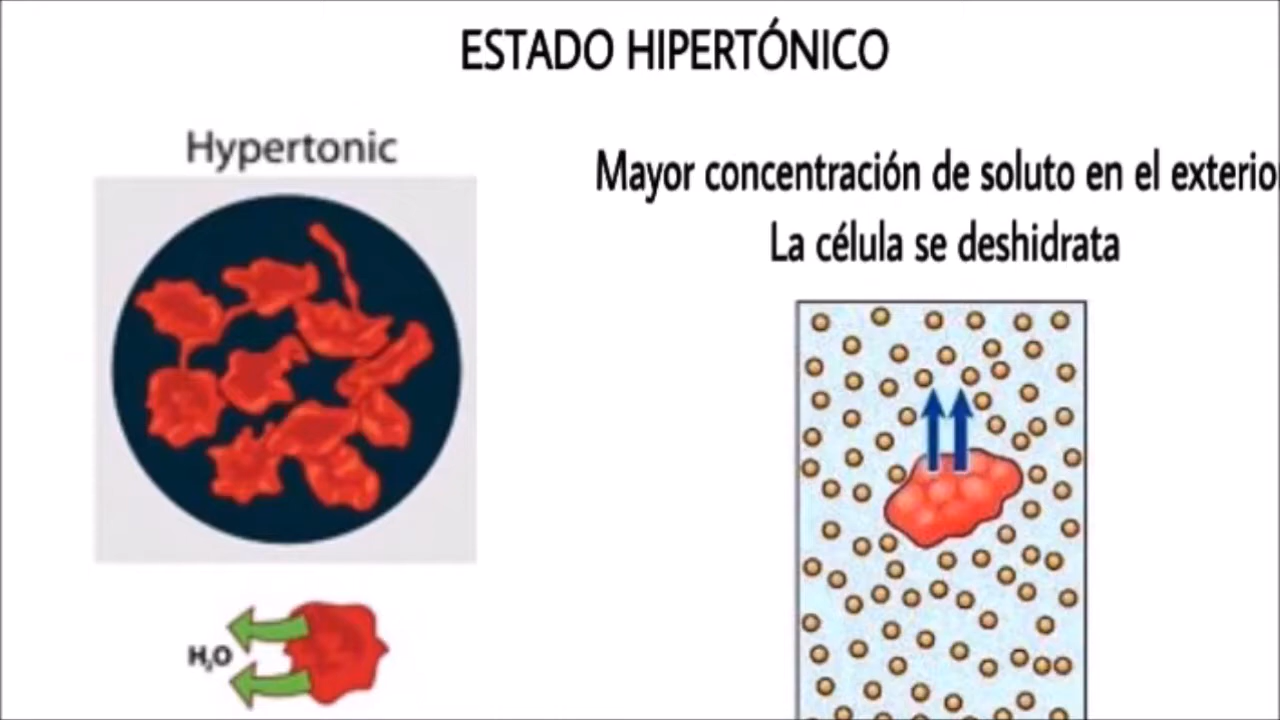 ESTADO HIPERTÓNICO
Hypertonic
Mayor concentración de soluto en el exterio
La célula se deshidrata
H₂O